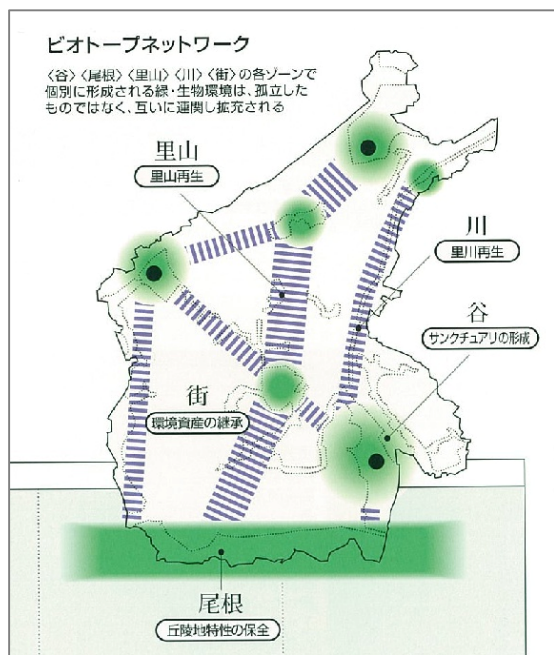 ビオトープネットワーク
〈谷〉〈尾根〉〈里山〉〈川〉〈街〉の各ゾーンで
個別に形成される緑・生物環境は、孤立した
ものではなく、互いに連関し拡充される
里山
里山再生
川
里川再生
谷
サンクチュアリの形成
街
環境資産の継承
尾根
丘陵地特性の保全